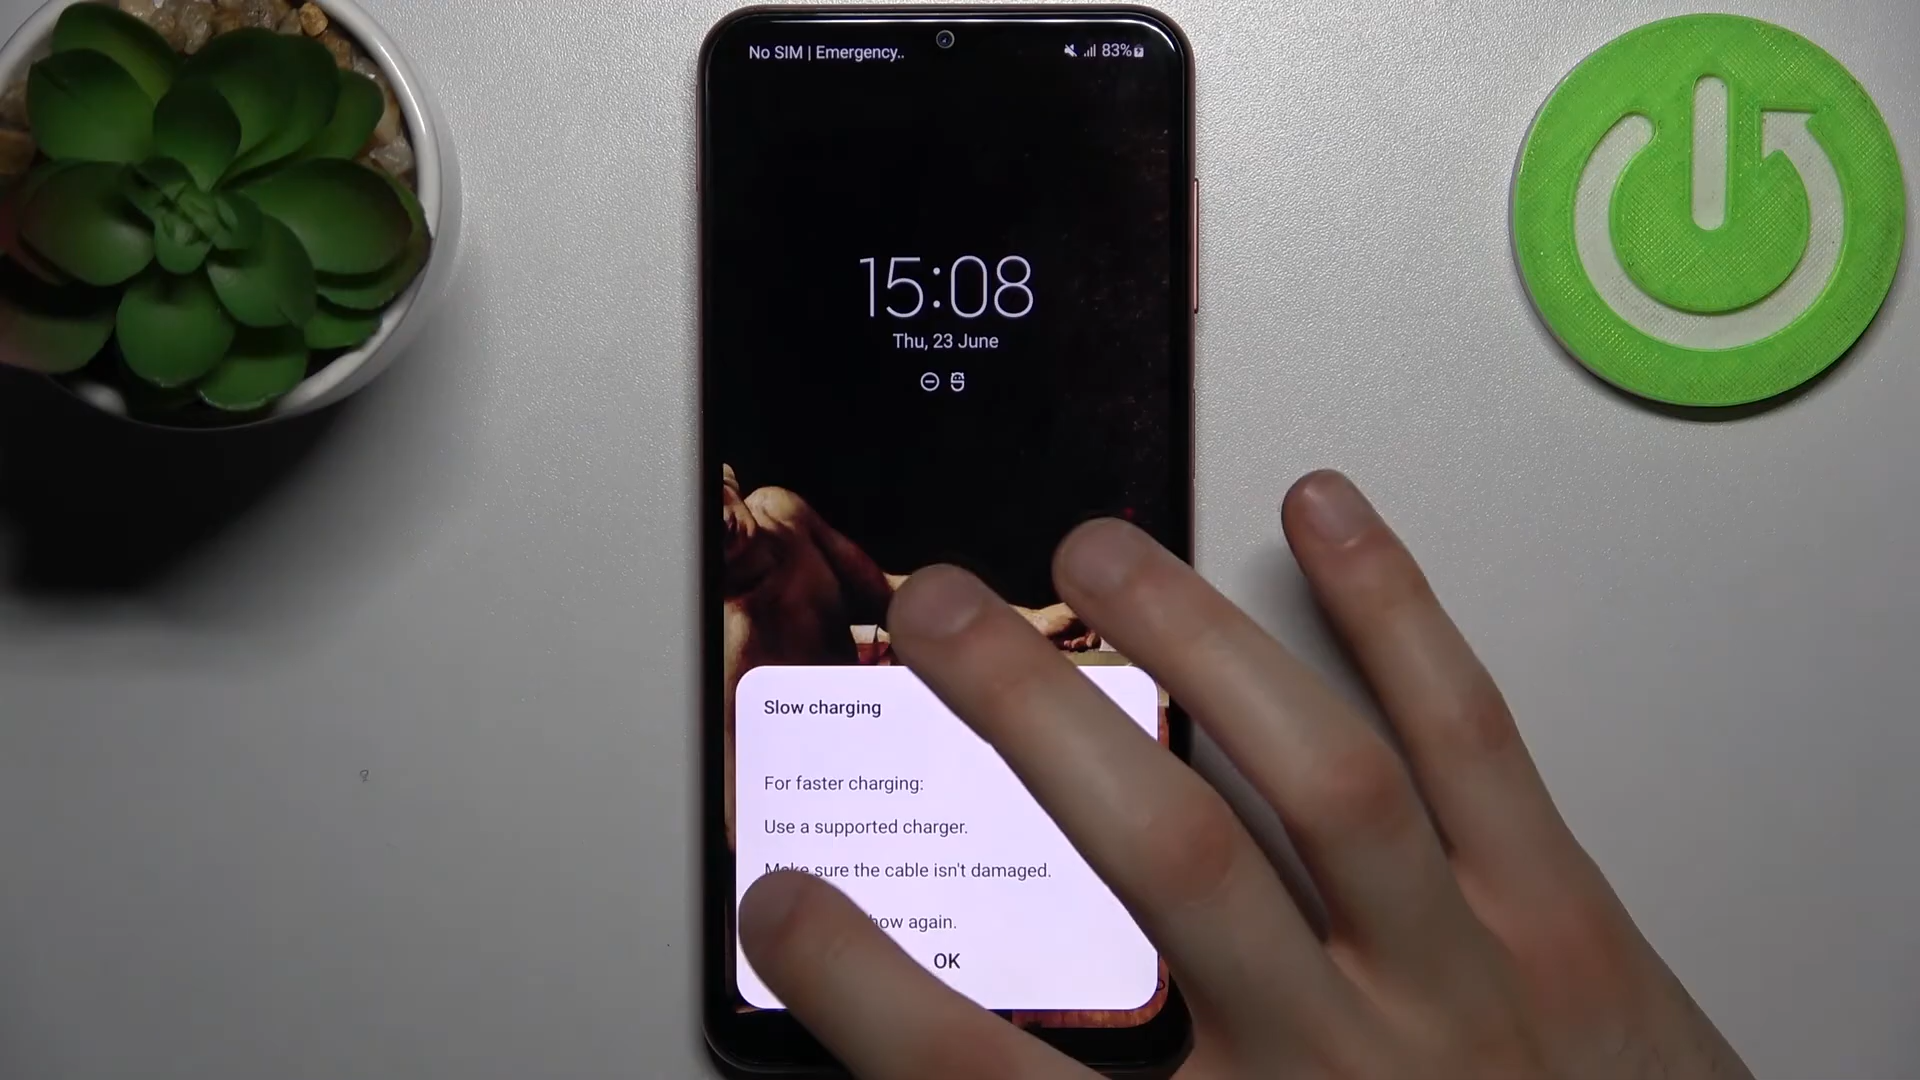 No SIM | Emergency..
83%
15:08
Thu, 23 June
Slow charging
For faster charging:
Use a supported charger.
Make sure the cable isn't damaged.
again.
OK